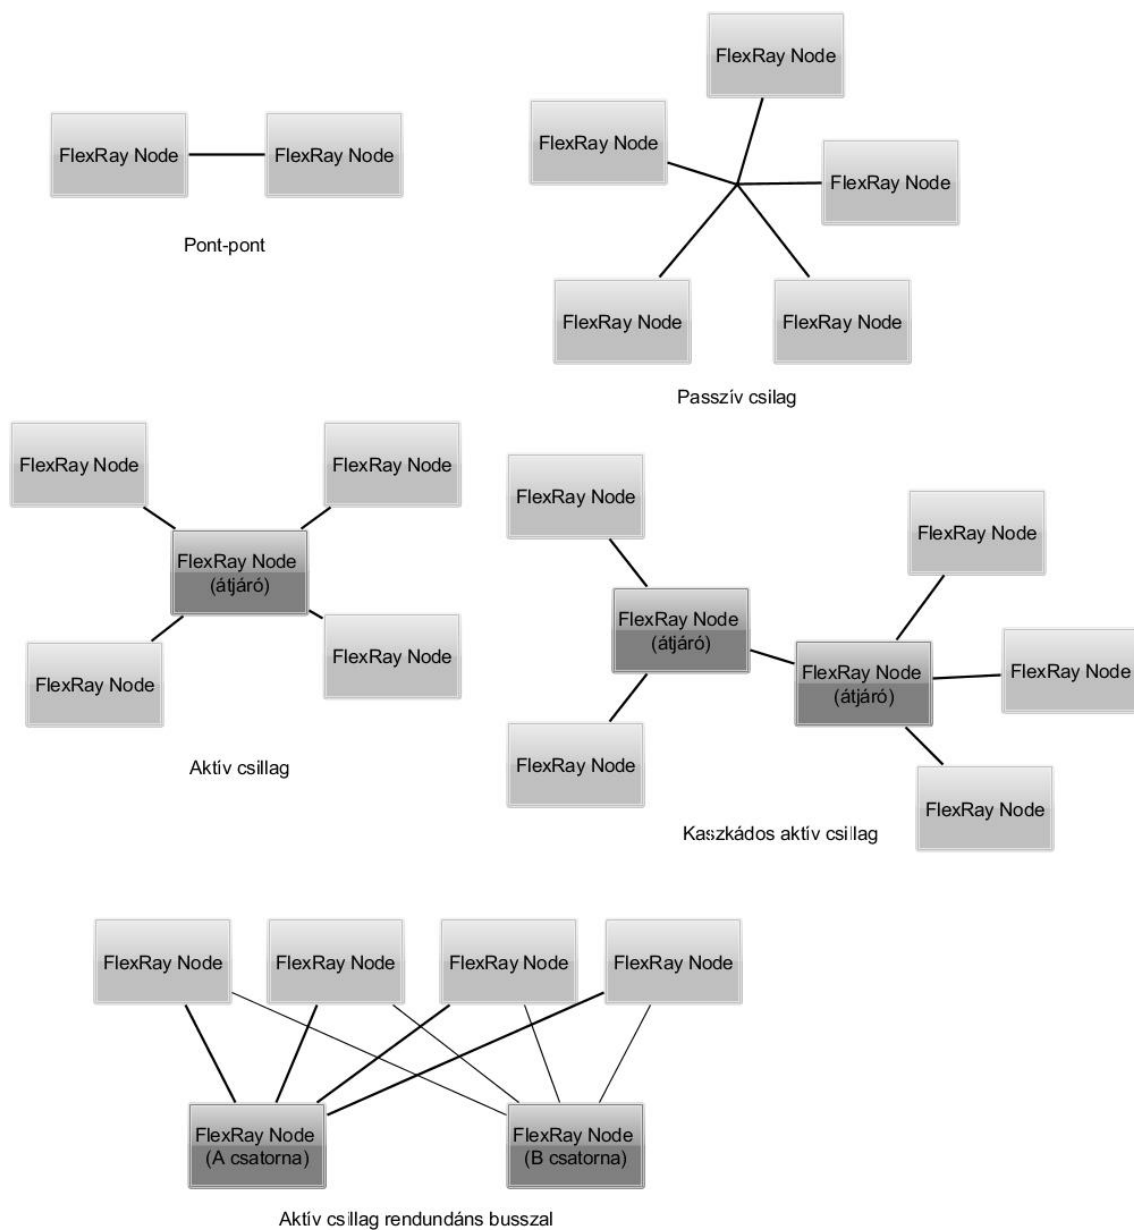 FlexRay Node
FlexRay Node
Pont-pont
FlexRay Node
FlexRay Node
FlexRay Node
FlexRay Node
FlexRay Node
Passzív csilag
FlexRay Node
FlexRay Node
FlexRay Node
(átjáró)
FlexRay Node
FlexRay Node
Aktív csillag
FlexRay Node
FlexRay Node
FlexRay Node
(átjáró)
FlexRay Node
(átjáró)
FlexRay Node
FlexRay Node
FlexRay Node
Kaszkádos aktív csillag
FlexRay Node
FlexRay Node
FlexRay Node
FlexRay Node
FlexRay Node
(A csatorna)
FlexRay Node
(B csatorna)
Aktív csillag rendundáns busszal